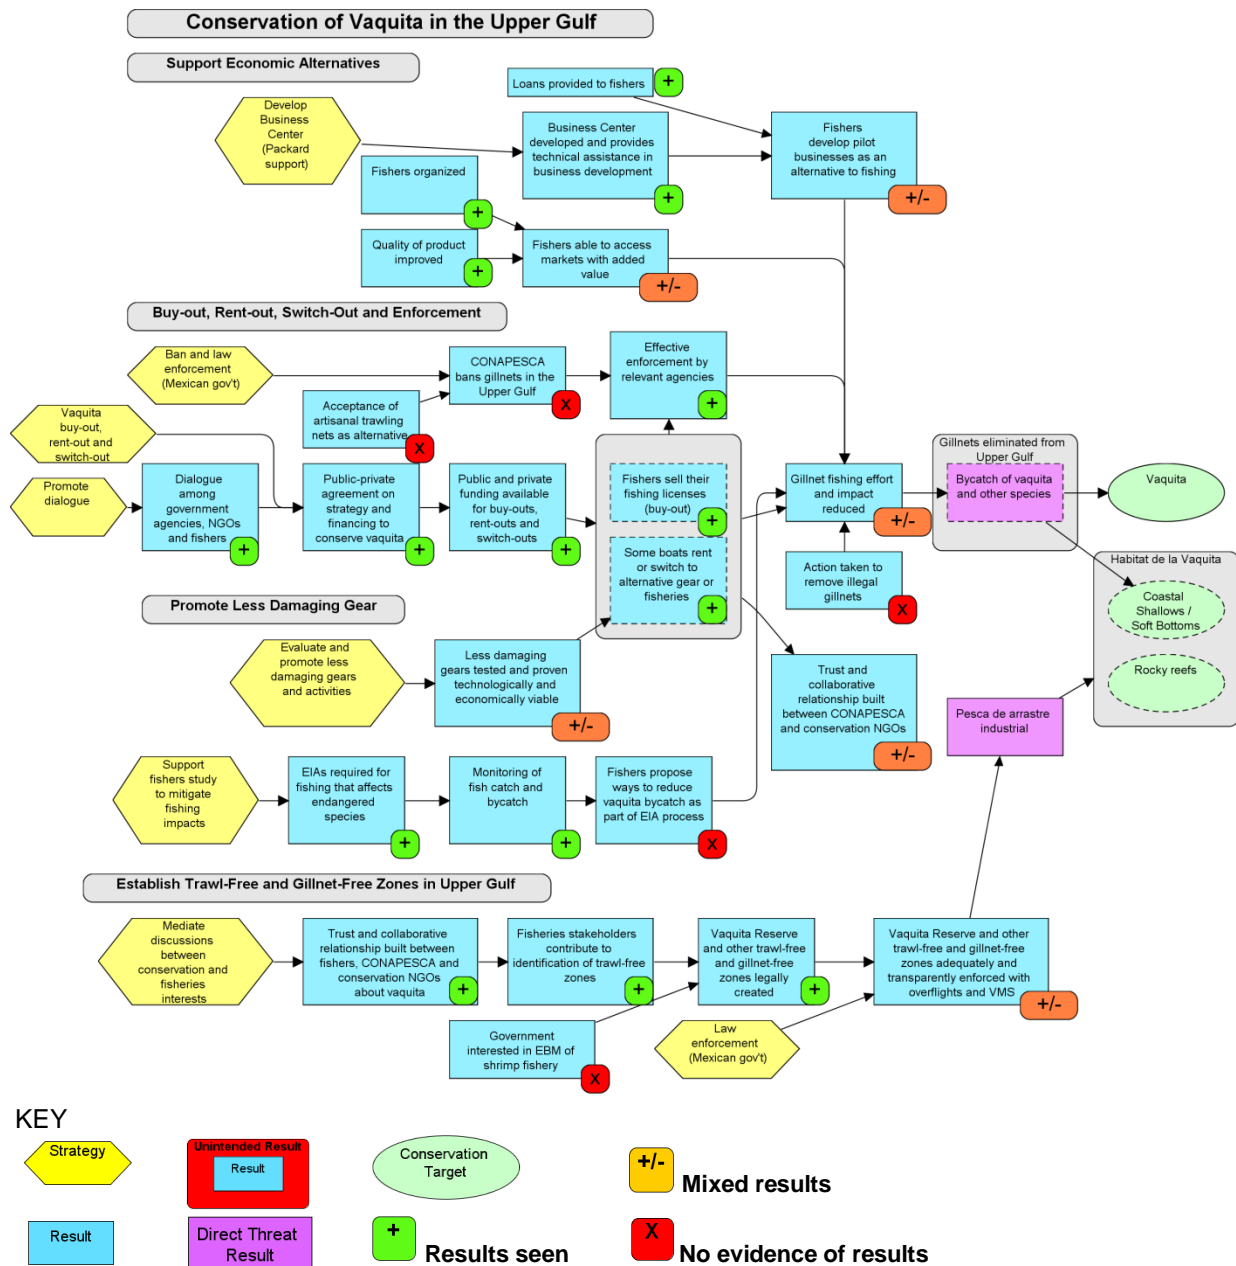 Conservation of Vaquita in the Upper Gulf
Support Economic Alternatives
Develop
Business
Center
(Packard
support)
Loans provided to fishers
+
Business Center
developed and provides
technical assistance in
business development
+
Fishers
develop pilot
businesses as an
alternative to fishing
+/-
Fishers organized
+
Quality of product
improved
+
Fishers able to access
markets with added
value
+/-
Buy-out, Rent-out, Switch-Out and Enforcement
Ban and law
enforcement
(Mexican gov't)
CONAPESCA
bans gillnets in the
Upper Gulf
X
Effective
enforcement by
relevant agencies
+
Acceptance of
artisanal trawling
nets as alternative
X
Vaquita
buy-out,
rent-out and
switch-out
Promote
dialogue
Dialogue
among
government
agencies, NGOs
and fishers
+
Public-private
agreement on
strategy and
financing to
conserve vaquita
+
Public and private
funding available
for buy-outs,
rent-outs and
switch-outs
+
Fishers sell their
fishing licenses
(buy-out)
+
Some boats rent
or switch to
alternative gear or
fisheries
+
Gillnet fishing effort
and impact
reduced
+/-
Action taken to
remove illegal
gillnets
X
Gillnets eliminated from
Upper Gulf
Bycatch of vaquita
and other species
Vaquita
Habitat de la Vaquita
Coastal
Shallows /
Soft Bottoms
Rocky reefs
Promote Less Damaging Gear
Evaluate and
promote less
damaging gears
and activities
Less damaging
gears tested and proven
technologically and
economically viable
+/-
Trust and
collaborative
relationship built
between CONAPESCA
and conservation NGOs
+/-
Pesca de arrastre
industrial
Support
fishers study
to mitigate
fishing
impacts
EIAs required for
fishing that affects
endangered
species
+
Monitoring of
fish catch and
bycatch
+
Fishers propose
ways to reduce
vaquita bycatch as
part of EIA process
X
Establish Trawl-Free and Gillnet-Free Zones in Upper Gulf
Mediate
discussions
between
conservation and
fisheries
interests
Trust and collaborative
relationship built between
fishers, CONAPESCA and
conservation NGOs
about vaquita
+
Fisheries stakeholders
contribute to
identification of trawl-free
zones
+
Vaquita Reserve
and other trawl-free
and gillnet-free
zones legally
created
+
Vaquita Reserve and other
trawl-free and gillnet-free
zones adequately and
transparently enforced with
overflights and VMS
+/-
Government
interested in EBM of
shrimp fishery
X
Law
enforcement
(Mexican gov't)
KEY
Strategy
Unintended Result
Result
Conservation
Target
+/-
Mixed results
Result
Direct Threat
Result
+
Results seen
X
No evidence of results